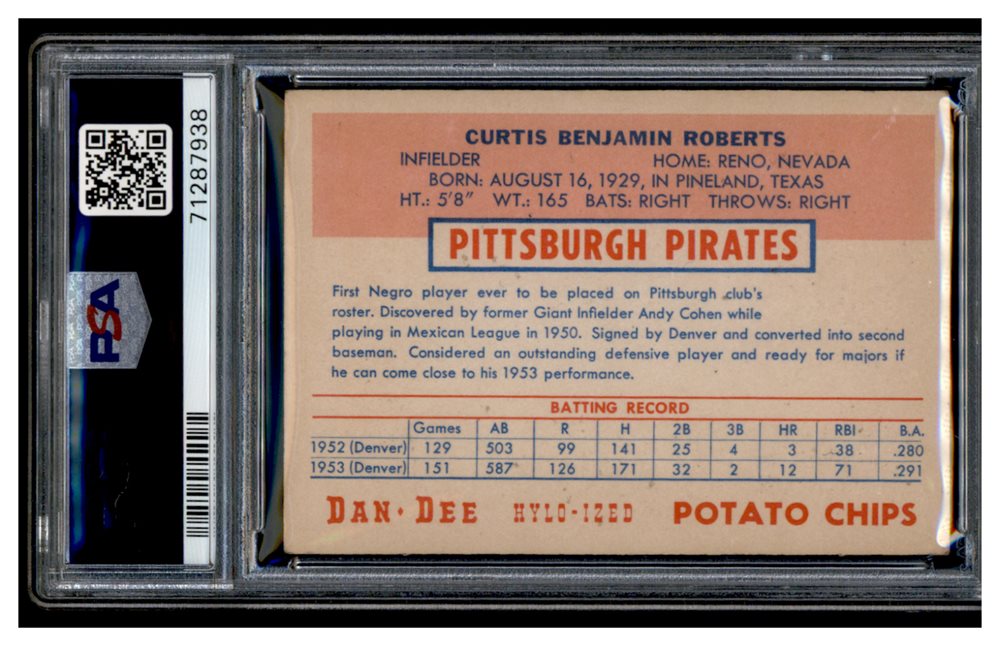 71287938
PSA
CURTIS BENJAMIN ROBERTS
INFIELDER HOME: RENO, NEVADA
BORN: AUGUST 16, 1929, IN PINELAND, TEXAS
HT.: 5'8" WT.: 165 BATS: RIGHT THROWS: RIGHT
PITTSBURGH PIRATES
First Negro player ever to be placed on Pittsburgh club's
roster. Discovered by former Giant Infielder Andy Cohen while
playing in Mexican League in 1950. Signed by Denver and converted into second
baseman. Considered an outstanding defensive player and ready for majors if
he can come close to his 1953 performance.
BATTING RECORD
Games AB R H 2B 3B HR RBI B.A.
1952 (Denver) 129 503 99 141 25 4 3 38 .280
1953 (Denver) 151 587 126 171 32 2 12 71 .291
DAN·DEE HYLO-IZED POTATO CHIPS